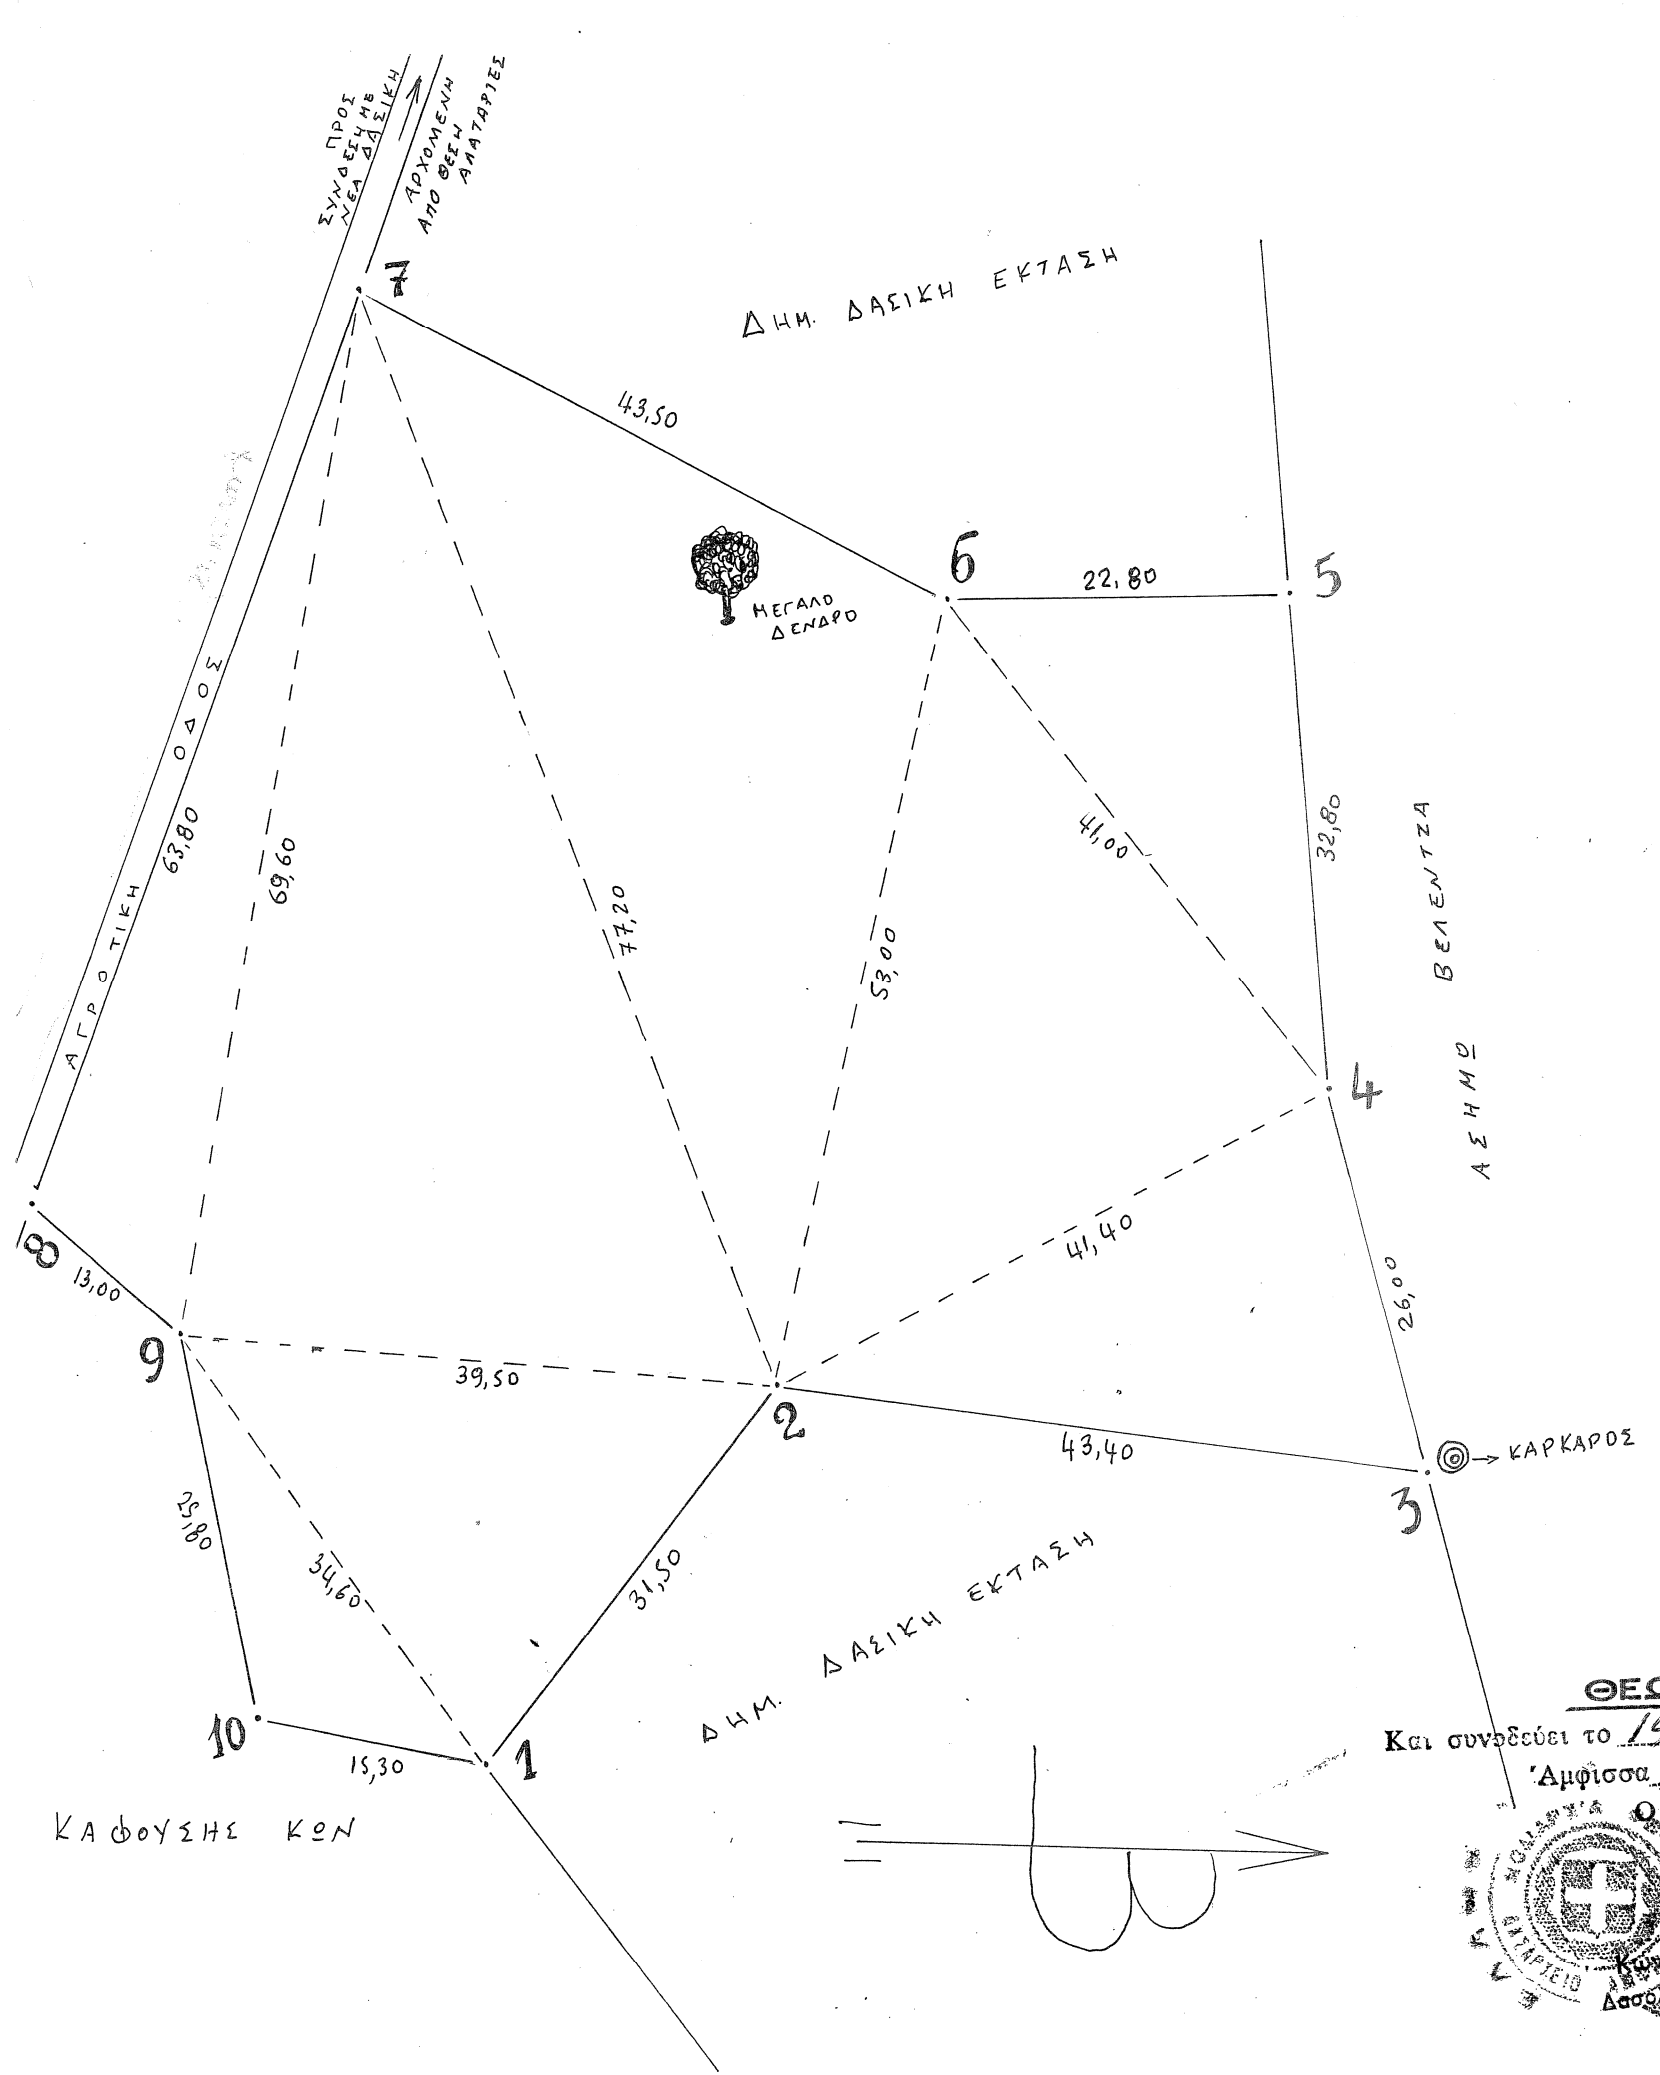 ΠΡΟΣ
ΣΥΝΔΕΣΗ ΜΕ
ΝΕΑ ΔΑΣΙΚΗ
ΑΡΧΟΜΕΝΗ
ΑΠΟ ΘΕΣΗ
7
ΔΗΜ. ΔΑΣΙΚΗ ΕΚΤΑΣΗ
43,50
6
22,80
5
ΜΕΓΑΛΟ
ΔΕΝΔΡΟ
ΑΓΡΟΤΙΚΗ ΟΔΟΣ
63,80
69,60
77,20
53,00
41,00
32,80
ΑΣΗΜΩ ΒΕΛΕΝΤΖΑ
4
8
13,00
9
39,50
2
41,40
26,00
43,40
3
ΚΑΡΚΑΡΟΣ
25,80
34,60
31,50
ΔΗΜ. ΔΑΣΙΚΗ ΕΚΤΑΣΗ
10
15,30
1
ΚΑΦΟΥΣΗΣ ΚΩΝ
Β
ΘΕΩ
Και συνοδεύει το
Ἄμφισσα
Ο
Δασο